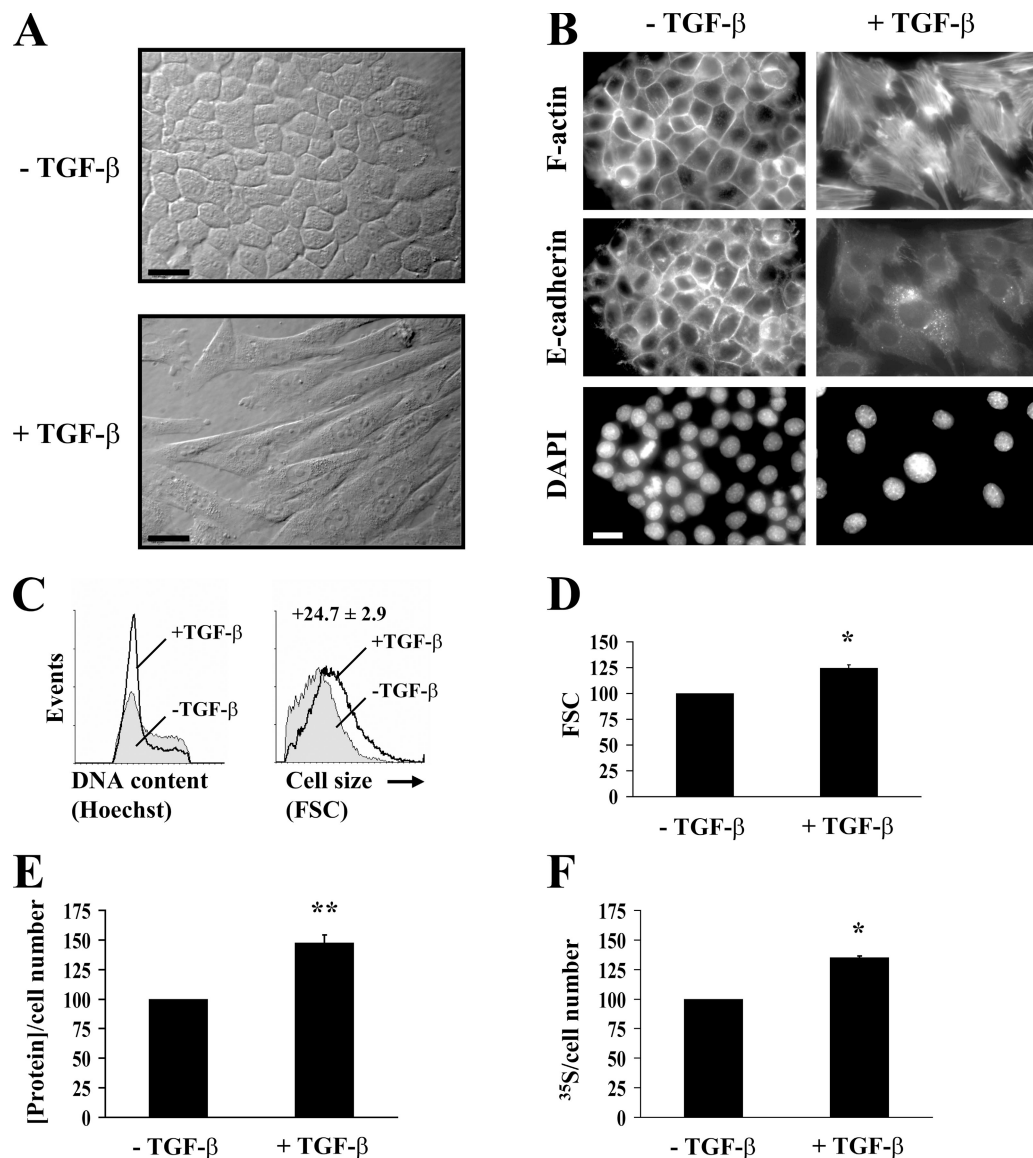 A
- TGF-β
+ TGF-β
B
- TGF-β
+ TGF-β
F-actin
E-cadherin
DAPI
C
Events
+TGF-β
-TGF-β
DNA content
(Hoechst)
+24.7 ± 2.9
+TGF-β
-TGF-β
Cell size
(FSC)
D
FSC
150
125
100
75
50
25
0
*
- TGF-β
+ TGF-β
E
[Protein]/cell number
175
150
125
100
75
50
25
0
**
- TGF-β
+ TGF-β
F
³⁵S/cell number
175
150
125
100
75
50
25
0
*
- TGF-β
+ TGF-β